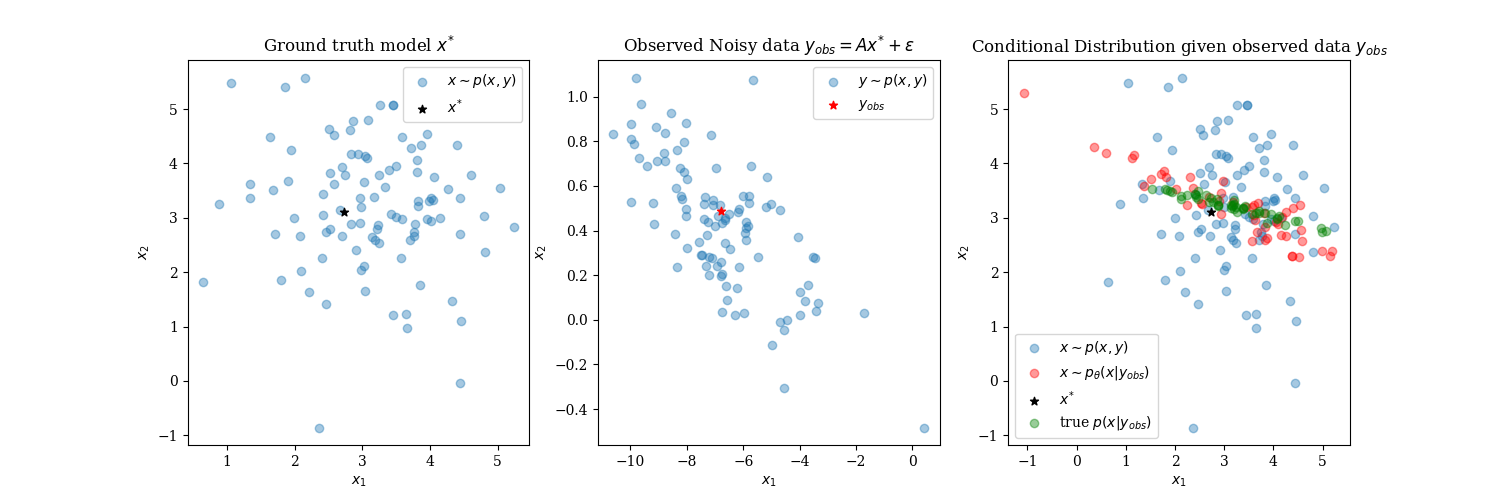 Ground truth model x*
x ~ p(x, y)
x*
5
4
3
2
1
0
−1
x₂
1
2
3
4
5
x₁
Observed Noisy data y_obs = Ax* + ε
y ~ p(x, y)
y_obs
1.0
0.8
0.6
0.4
0.2
0.0
−0.2
−0.4
x₂
−10
−8
−6
−4
−2
0
x₁
Conditional Distribution given observed data y_obs
5
4
3
2
1
0
−1
x₂
x ~ p(x, y)
x ~ p_θ(x|y_obs)
x*
true p(x|y_obs)
−1
0
1
2
3
4
5
x₁